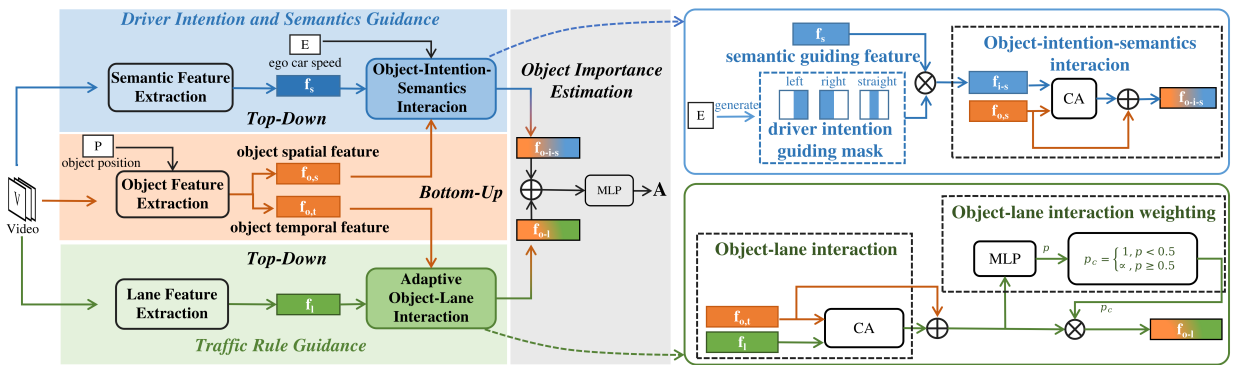 Driver Intention and Semantics Guidance
E
ego car speed
Semantic Feature
Extraction
f_s
Object-Intention-
Semantics
Interacion
Top-Down
P
object position
object spatial feature
Object Feature
Extraction
f_o,s
f_o,t
Bottom-Up
object temporal feature
V
Video
Top-Down
Lane Feature
Extraction
f_l
Adaptive
Object-Lane
Interaction
Traffic Rule Guidance
Object Importance
Estimation
f_o-i-s
MLP
A
f_o-l
f_s
semantic guiding feature
E
generate
left right straight
driver intention
guiding mask
Object-intention-semantics
interacion
f_i-s
f_o,s
CA
f_o-i-s
Object-lane interaction
f_o,t
f_l
CA
Object-lane interaction weighting
MLP
p
p_c = { 1, p < 0.5
∝ , p ≥ 0.5
p_c
f_o-l